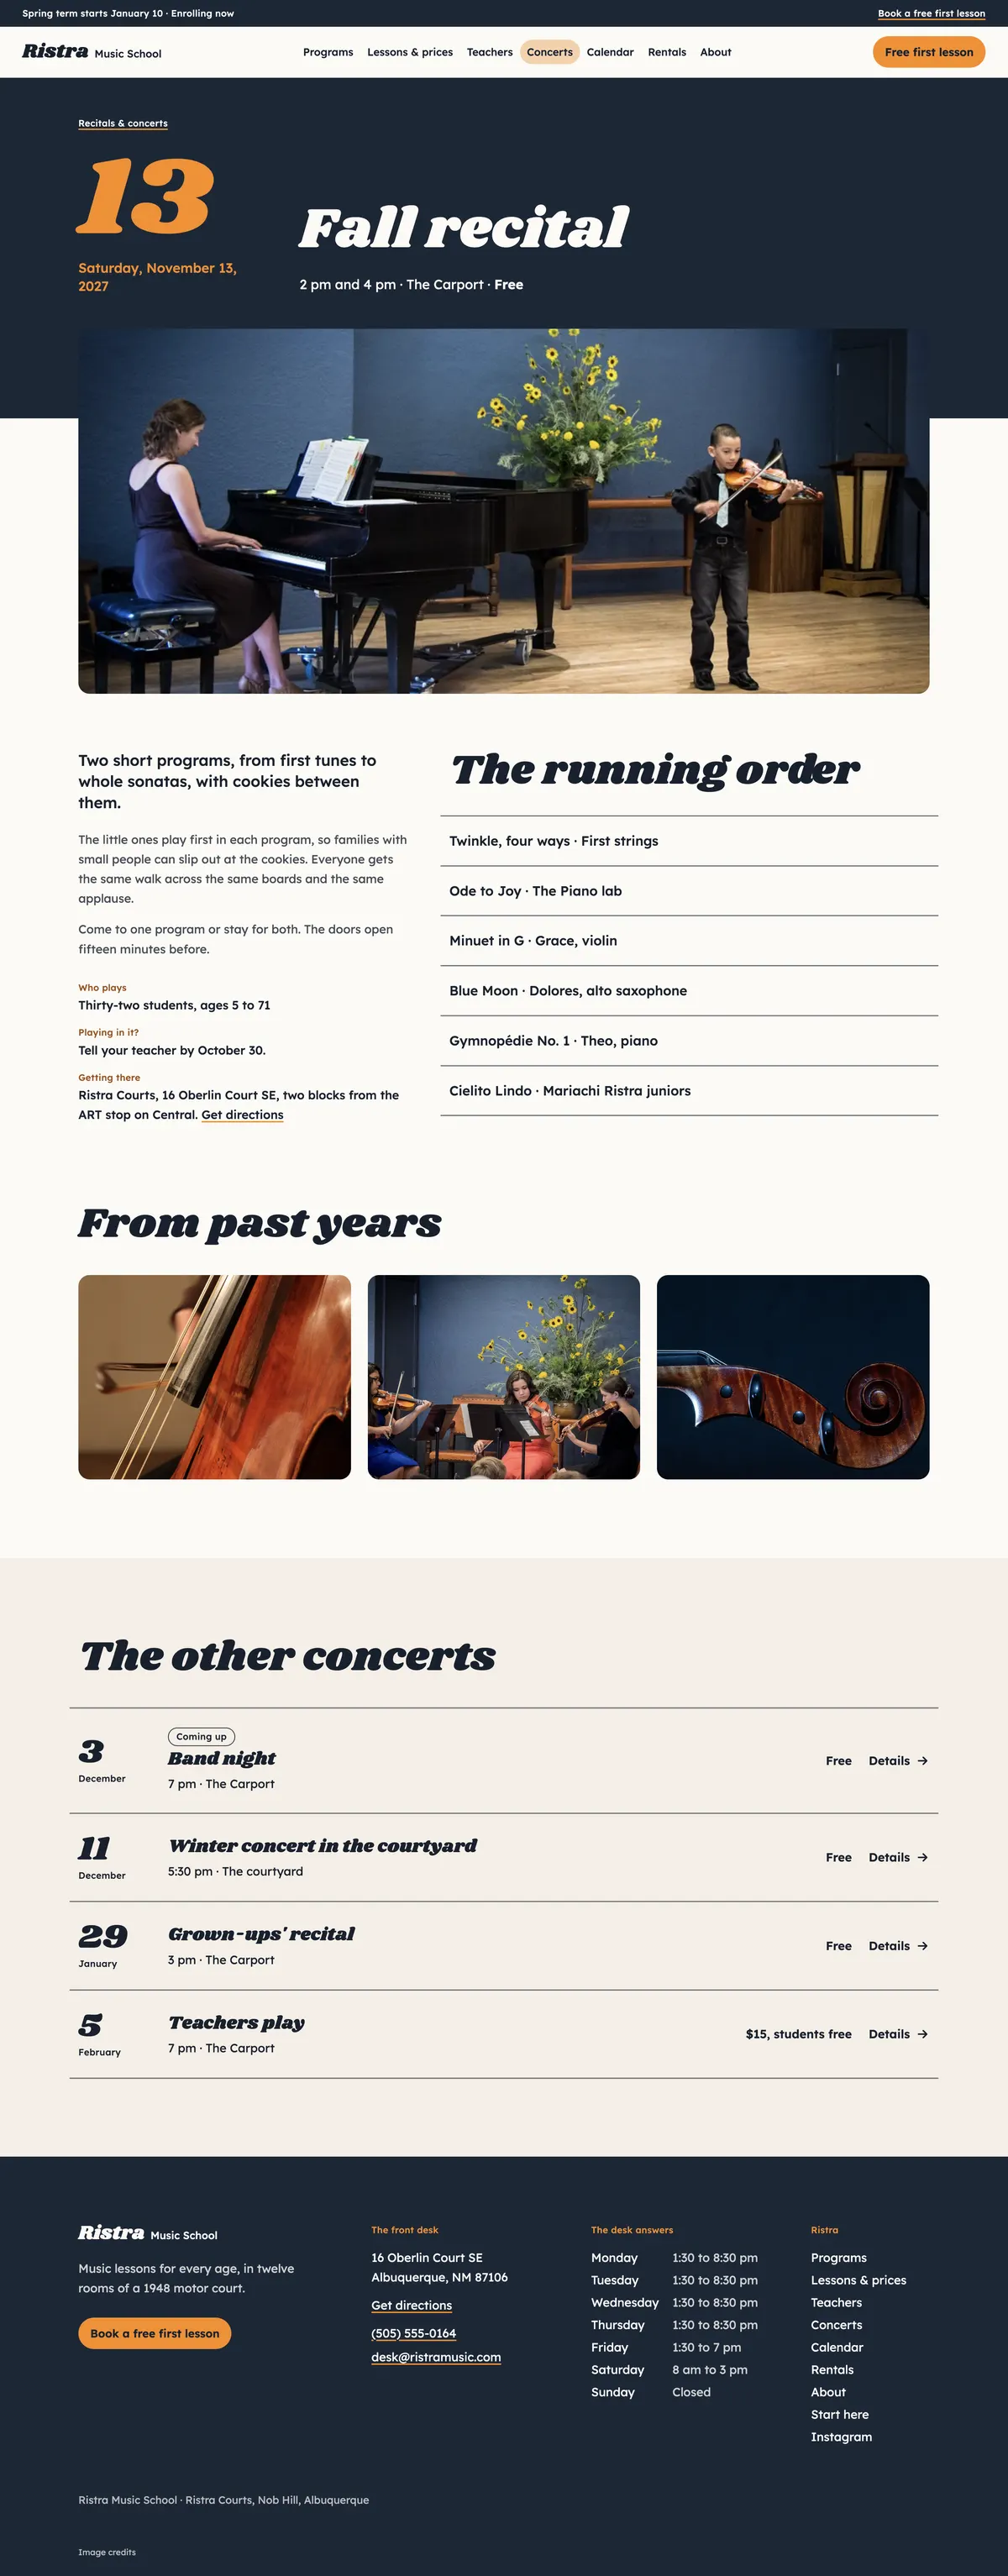 Spring term starts January 10 · Enrolling now
Book a free first lesson
Ristra Music School
Programs
Lessons & prices
Teachers
Concerts
Calendar
Rentals
About
Free first lesson
Recitals & concerts
13
Saturday, November 13,
2027
Fall recital
2 pm and 4 pm · The Carport · Free
Two short programs, from first tunes to
whole sonatas, with cookies between
them.
The little ones play first in each program, so families with
small people can slip out at the cookies. Everyone gets
the same walk across the same boards and the same
applause.
Come to one program or stay for both. The doors open
fifteen minutes before.
Who plays
Thirty-two students, ages 5 to 71
Playing in it?
Tell your teacher by October 30.
Getting there
Ristra Courts, 16 Oberlin Court SE, two blocks from the
ART stop on Central. Get directions
The running order
Twinkle, four ways · First strings
Ode to Joy · The Piano lab
Minuet in G · Grace, violin
Blue Moon · Dolores, alto saxophone
Gymnopédie No. 1 · Theo, piano
Cielito Lindo · Mariachi Ristra juniors
From past years
The other concerts
3
December
Coming up
Band night
7 pm · The Carport
Free
Details →
11
December
Winter concert in the courtyard
5:30 pm · The courtyard
Free
Details →
29
January
Grown-ups' recital
3 pm · The Carport
Free
Details →
5
February
Teachers play
7 pm · The Carport
$15, students free
Details →
Ristra Music School
Music lessons for every age, in twelve
rooms of a 1948 motor court.
Book a free first lesson
The front desk
16 Oberlin Court SE
Albuquerque, NM 87106
Get directions
(505) 555-0164
desk@ristramusic.com
The desk answers
Monday 1:30 to 8:30 pm
Tuesday 1:30 to 8:30 pm
Wednesday 1:30 to 8:30 pm
Thursday 1:30 to 8:30 pm
Friday 1:30 to 7 pm
Saturday 8 am to 3 pm
Sunday Closed
Ristra
Programs
Lessons & prices
Teachers
Concerts
Calendar
Rentals
About
Start here
Instagram
Ristra Music School · Ristra Courts, Nob Hill, Albuquerque
Image credits